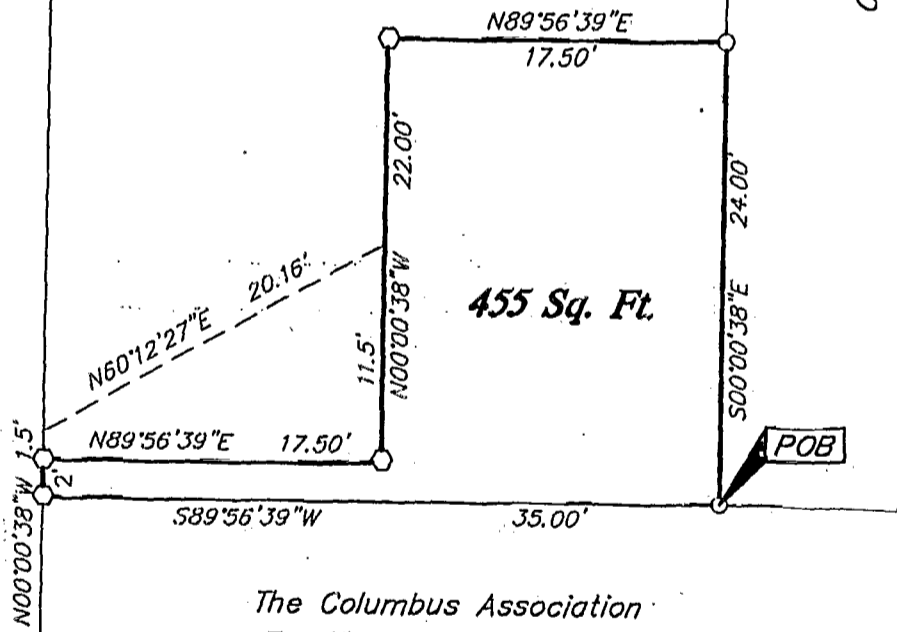 N89°56'39"E
17.50'
22.00'
24.00'
N60°12'27"E 20.16'
455 Sq. Ft.
11.5'
N00°00'38"W
S00°00'38"E
N89°56'39"E 17.50'
POB
1.5'
2'
N00°00'38"W
S89°56'39"W 35.00'
The Columbus Association